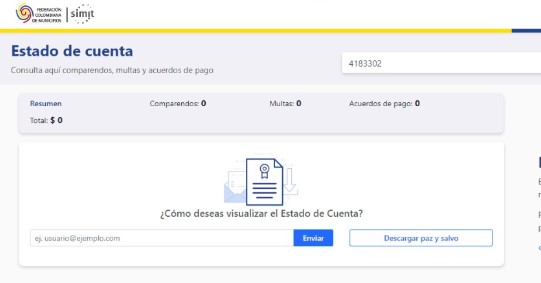 FEDERACIÓN
COLOMBIANA
DE MUNICIPIOS
simit
Estado de cuenta
Consulta aquí comparendos, multas y acuerdos de pago
4183302
Resumen Comparendos: 0 Multas: 0 Acuerdos de pago: 0
Total: $ 0
¿Cómo deseas visualizar el Estado de Cuenta?
ej. usuario@ejemplo.com Enviar Descargar paz y salvo